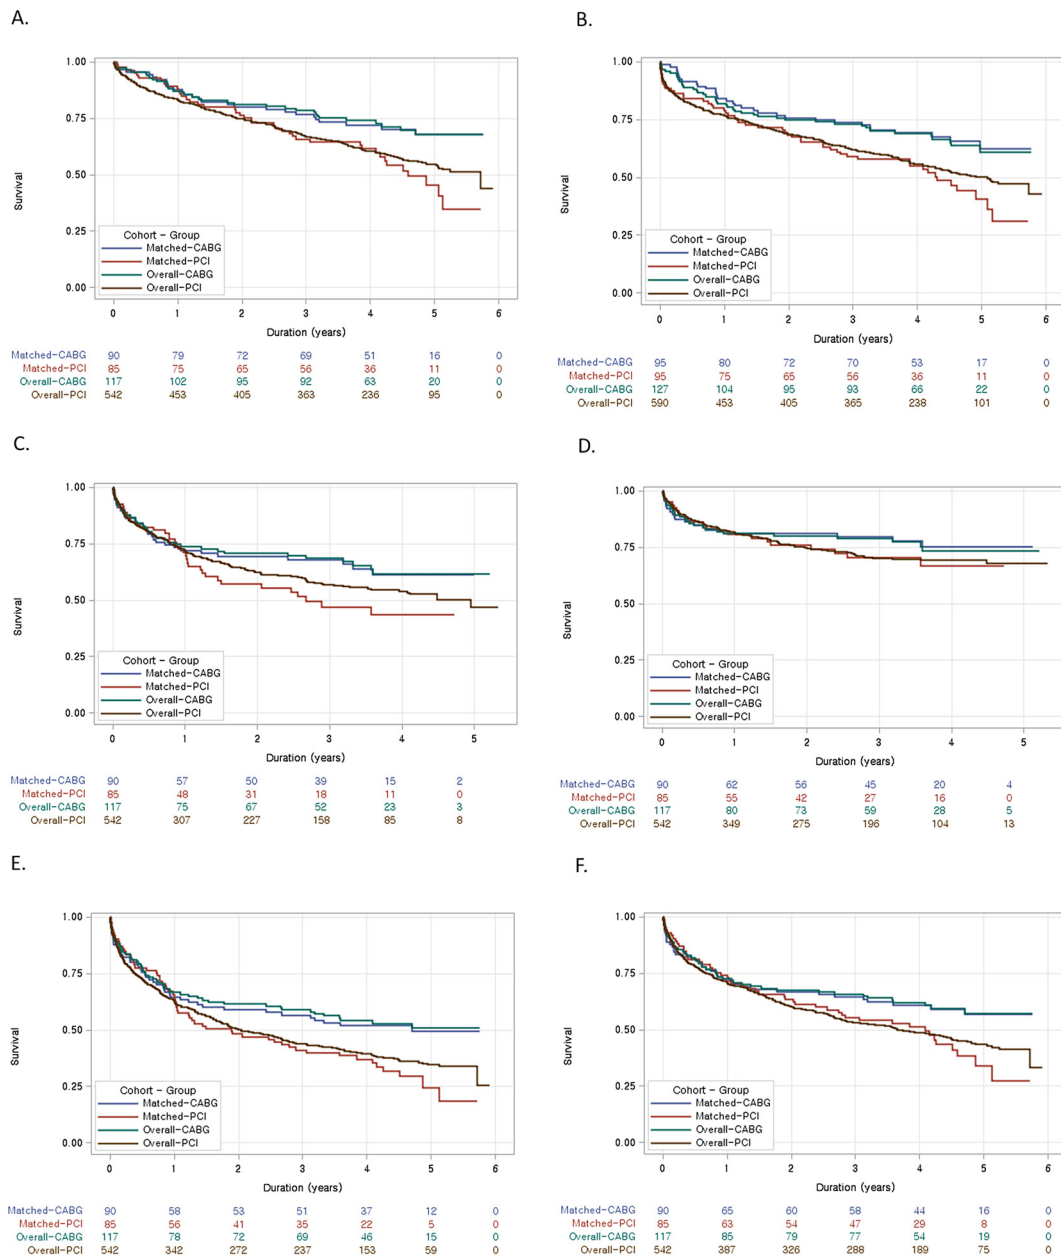 A.
1.00
0.75
0.50
0.25
0.00
Survival
Cohort – Group
Matched-CABG
Matched-PCI
Overall-CABG
Overall-PCI
0 1 2 3 4 5 6
Duration (years)
Matched-CABG 90 79 72 69 51 16 0
Matched-PCI 85 75 65 56 36 11 0
Overall-CABG 117 102 95 92 63 20 0
Overall-PCI 542 453 405 363 236 95 0
B.
1.00
0.75
0.50
0.25
0.00
Survival
Cohort – Group
Matched-CABG
Matched-PCI
Overall-CABG
Overall-PCI
0 1 2 3 4 5 6
Duration (years)
Matched-CABG 95 80 72 70 53 17 0
Matched-PCI 95 75 65 56 36 11 0
Overall-CABG 127 104 95 93 66 22 0
Overall-PCI 590 453 405 365 238 101 0
C.
1.00
0.75
0.50
0.25
0.00
Survival
Cohort – Group
Matched-CABG
Matched-PCI
Overall-CABG
Overall-PCI
0 1 2 3 4 5
Duration (years)
Matched-CABG 90 57 50 39 15 2
Matched-PCI 85 48 31 18 11 0
Overall-CABG 117 75 67 52 23 3
Overall-PCI 542 307 227 158 85 8
D.
1.00
0.75
0.50
0.25
0.00
Survival
Cohort – Group
Matched-CABG
Matched-PCI
Overall-CABG
Overall-PCI
0 1 2 3 4 5
Duration (years)
Matched-CABG 90 62 56 45 20 4
Matched-PCI 85 55 42 27 16 0
Overall-CABG 117 80 73 59 28 5
Overall-PCI 542 349 275 196 104 13
E.
1.00
0.75
0.50
0.25
0.00
Survival
Cohort – Group
Matched-CABG
Matched-PCI
Overall-CABG
Overall-PCI
0 1 2 3 4 5 6
Duration (years)
Matched-CABG 90 58 53 51 37 12 0
Matched-PCI 85 56 41 35 22 5 0
Overall-CABG 117 78 72 69 46 15 0
Overall-PCI 542 342 272 237 153 59 0
F.
1.00
0.75
0.50
0.25
0.00
Survival
Cohort – Group
Matched-CABG
Matched-PCI
Overall-CABG
Overall-PCI
0 1 2 3 4 5 6
Duration (years)
Matched-CABG 90 65 60 58 44 16 0
Matched-PCI 85 63 54 47 29 8 0
Overall-CABG 117 85 79 77 54 19 0
Overall-PCI 542 387 326 288 189 75 0